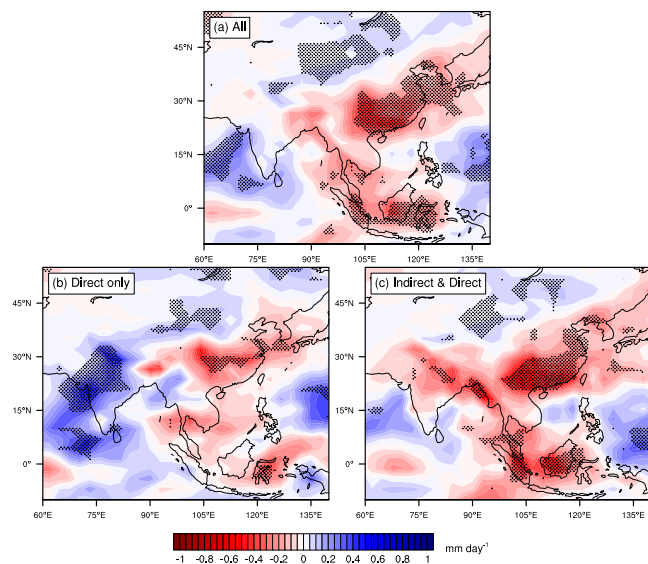 (a) All
45°N
30°N
15°N
0°
60°E 75°E 90°E 105°E 120°E 135°E
(b) Direct only
(c) Indirect & Direct
45°N
45°N
30°N
30°N
15°N
15°N
0°
0°
60°E 75°E 90°E 105°E 120°E 135°E
60°E 75°E 90°E 105°E 120°E 135°E
-1 -0.8 -0.6 -0.4 -0.2 0 0.2 0.4 0.6 0.8 1
mm day⁻¹